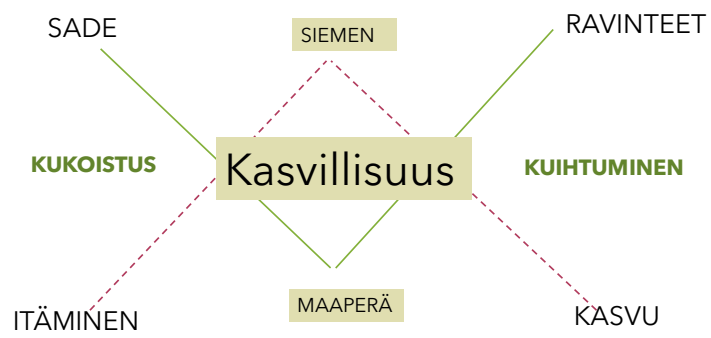 SADE
SIEMEN
RAVINTEET
KUKOISTUS
Kasvillisuus
KUIHTUMINEN
ITÄMINEN
MAAPERÄ
KASVU